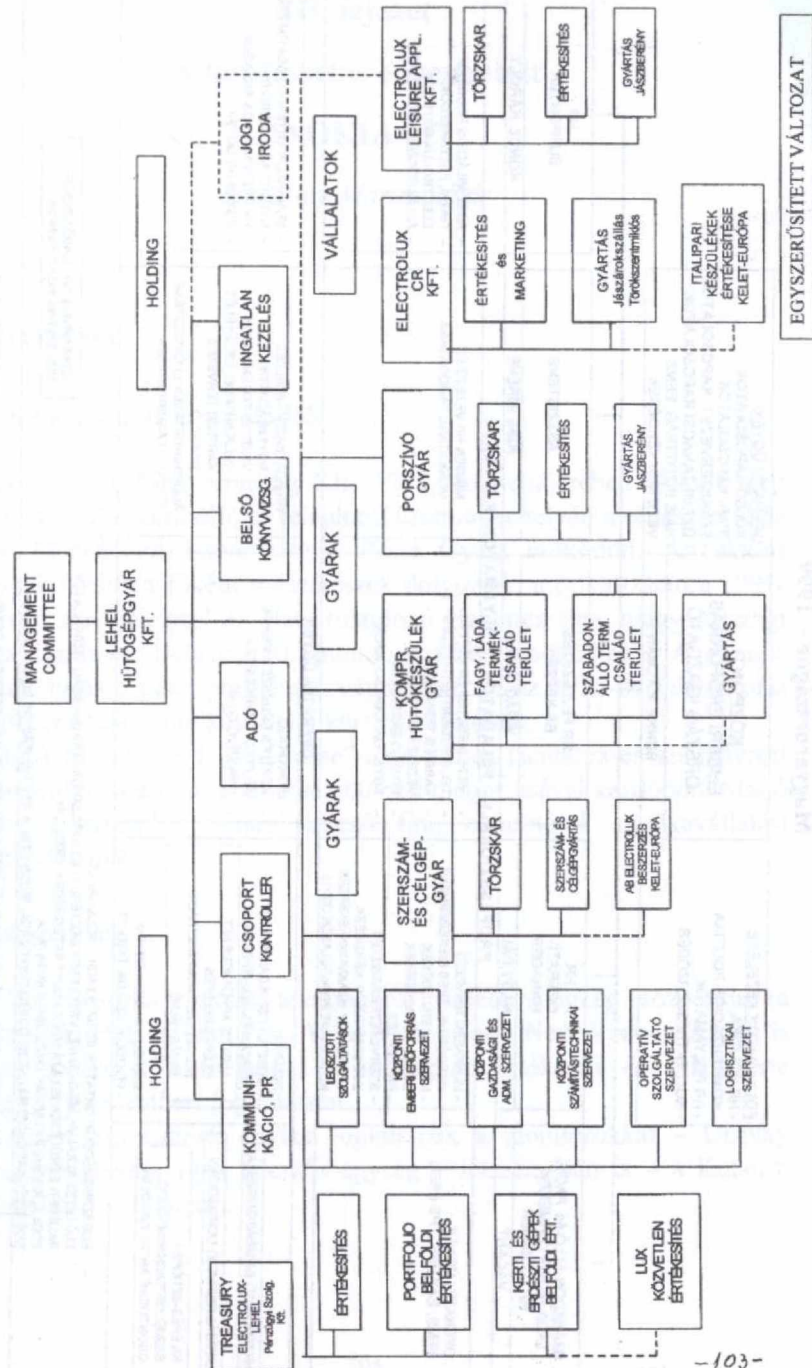 MANAGEMENT
COMMITTEE
LEHEL
HŰTŐGÉPGYÁR
KFT.
HOLDING
HOLDING
KOMMUNI-
KÁCIÓ, PR
CSOPORT
KONTROLLER
ADÓ
BELSŐ
KÖNYVVIZSG.
INGATLAN
KEZELÉS
JOGI
IRODA
TREASURY
ELECTROLUX-
LEHEL
Pénzügyi Szolg.
Kft.
GYÁRAK
GYÁRAK
VÁLLALATOK
ÉRTÉKESÍTÉS
PORTFOLIO
BELFÖLDI
ÉRTÉKESÍTÉS
KERTI ÉS
ERDÉSZTI GÉPEK
BELFÖLDI ÉRT.
LUX
KÖZVETLEN
ÉRTÉKESÍTÉS
SZOLGÁLTATÁSOK
KÖZPONTI
EMBERI ERŐFORRÁS
SZERVEZET
KÖZPONTI
GAZDASÁGI ÉS
ADM. SZERVEZET
KÖZPONTI
SZÁMÍTÁSTECHNIKAI
SZERVEZET
OPERATÍV
SZOLGÁLTATÓ
SZERVEZET
LOGISZTIKAI
SZERVEZET
SZERSZÁM-
ÉS CÉLGÉP-
GYÁR
TÖRZSKAR
SZERSZÁM- ÉS
CÉLGÉPGYÁRTÁS
AB ELECTROLUX
BESZERZÉS
KELET-EURÓPA
KOMPR.
HŰTŐKÉSZÜLÉK
GYÁR
FAGY. LÁDA
TERMÉK-
CSALÁD
TERÜLET
SZABADON
ÁLLÓ TERM.
CSALÁD
TERÜLET
GYÁRTÁS
PORSZÍVÓ
GYÁR
TÖRZSKAR
ÉRTÉKESÍTÉS
GYÁRTÁS
JÁSZBERÉNY
ELECTROLUX
CR
KFT.
ÉRTÉKESÍTÉS
és
MARKETING
GYÁRTÁS
Jászárokszállás
Törökszentmiklós
ITALIPARI
KÉSZÜLÉKEK
ÉRTÉKESÍTÉSE
KELET-EURÓPA
ELECTROLUX
LEISURE APPL.
KFT.
TÖRZSKAR
ÉRTÉKESÍTÉS
GYÁRTÁS
JÁSZBERÉNY
EGYSZERŰSÍTETT VÁLTOZAT
-103-